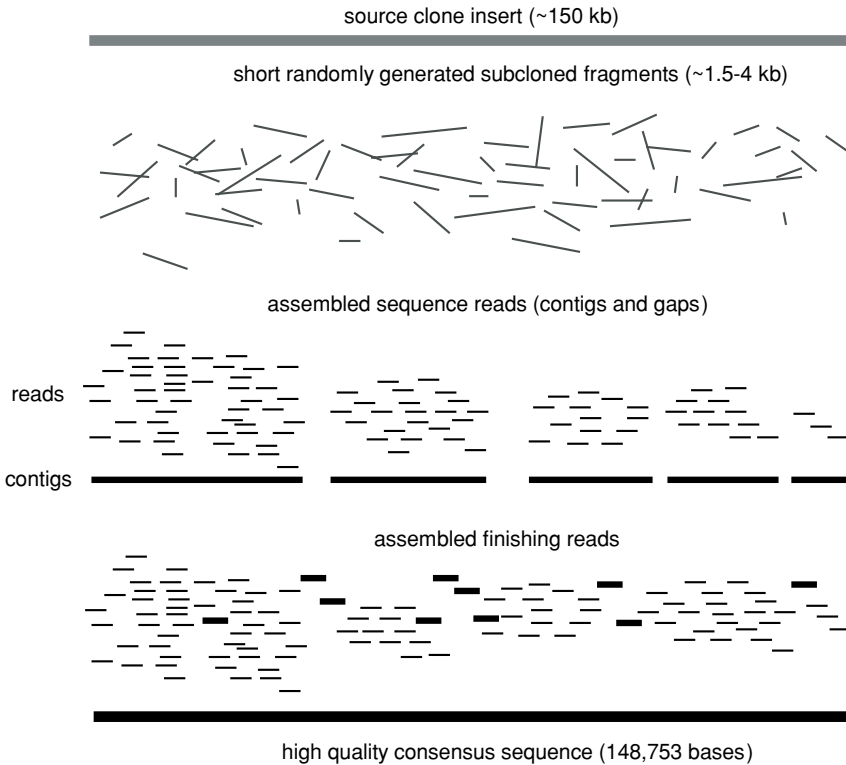 source clone insert (~150 kb)
short randomly generated subcloned fragments (~1.5-4 kb)
assembled sequence reads (contigs and gaps)
reads
contigs
assembled finishing reads
high quality consensus sequence (148,753 bases)